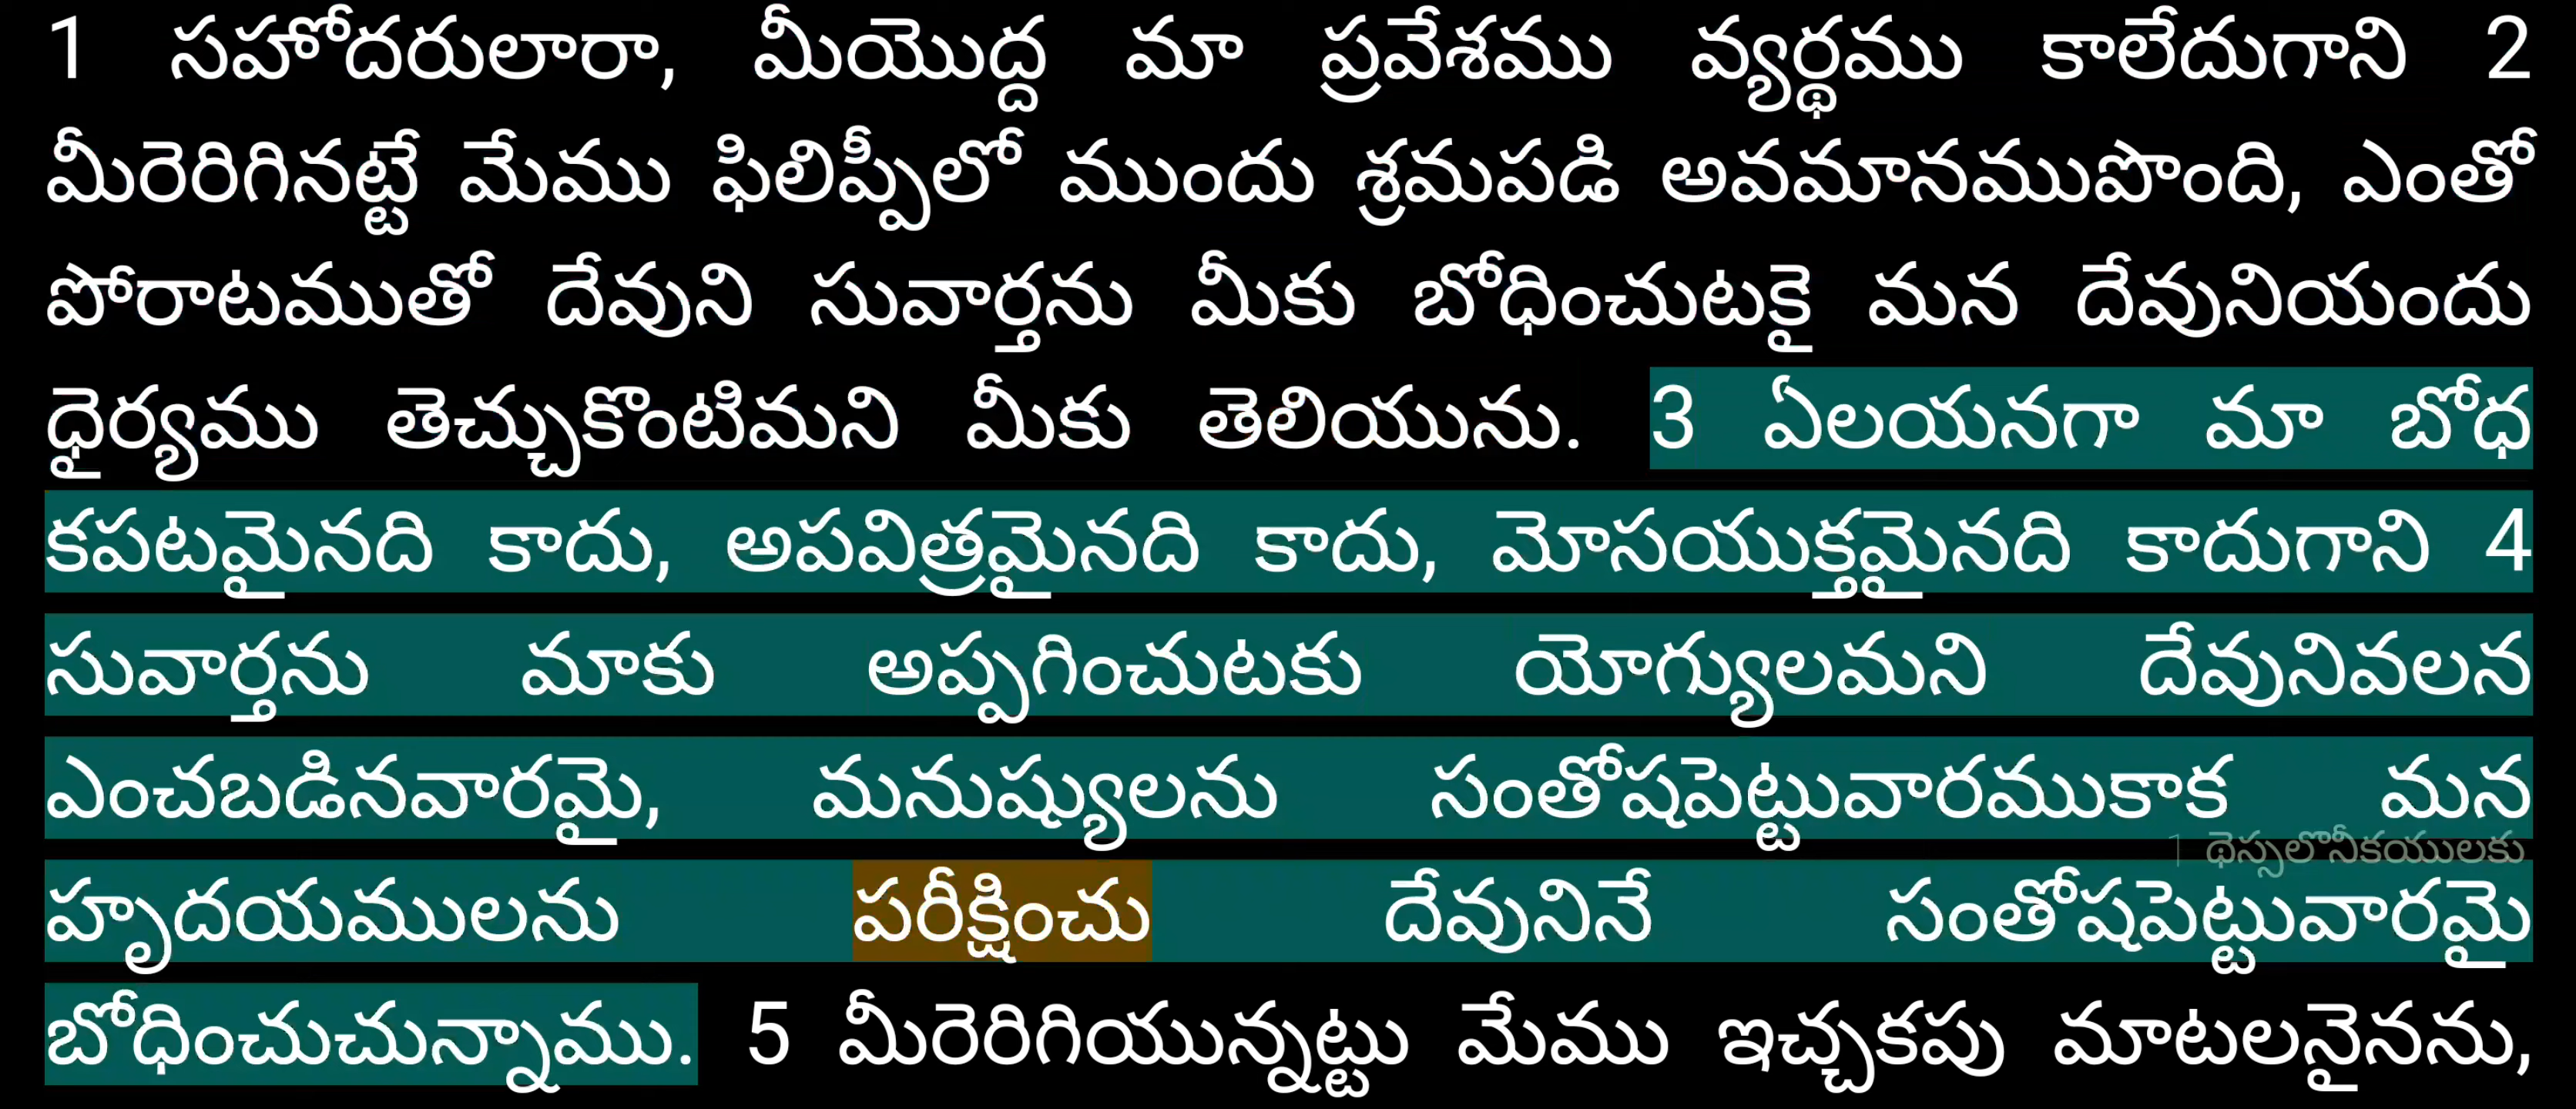 1 సహోదరులారా, మీయొద్ద మా ప్రవేశము వ్యర్థము కాలేదుగాని 2
మీరెరిగినట్టే మేము ఫిలిప్పీలో ముందు శ్రమపడి అవమానముపొంది, ఎంతో
పోరాటముతో దేవుని సువార్తను మీకు బోధించుటకై మన దేవునియందు
ధైర్యము తెచ్చుకొంటిమని మీకు తెలియును. 3 ఏలయనగా మా బోధ
కపటమైనది కాదు, అపవిత్రమైనది కాదు, మోసయుక్తమైనది కాదుగాని 4
సువార్తను మాకు అప్పగించుటకు యోగ్యులమని దేవునివలన
ఎంచబడినవారమై, మనుష్యులను సంతోషపెట్టువారముకాక మన
1 థెస్సలొనీకయులకు
హృదయములను పరీక్షించు దేవునినే సంతోషపెట్టువారమై
బోధించుచున్నాము. 5 మీరెరిగియున్నట్టు మేము ఇచ్చకపు మాటలనైనను,